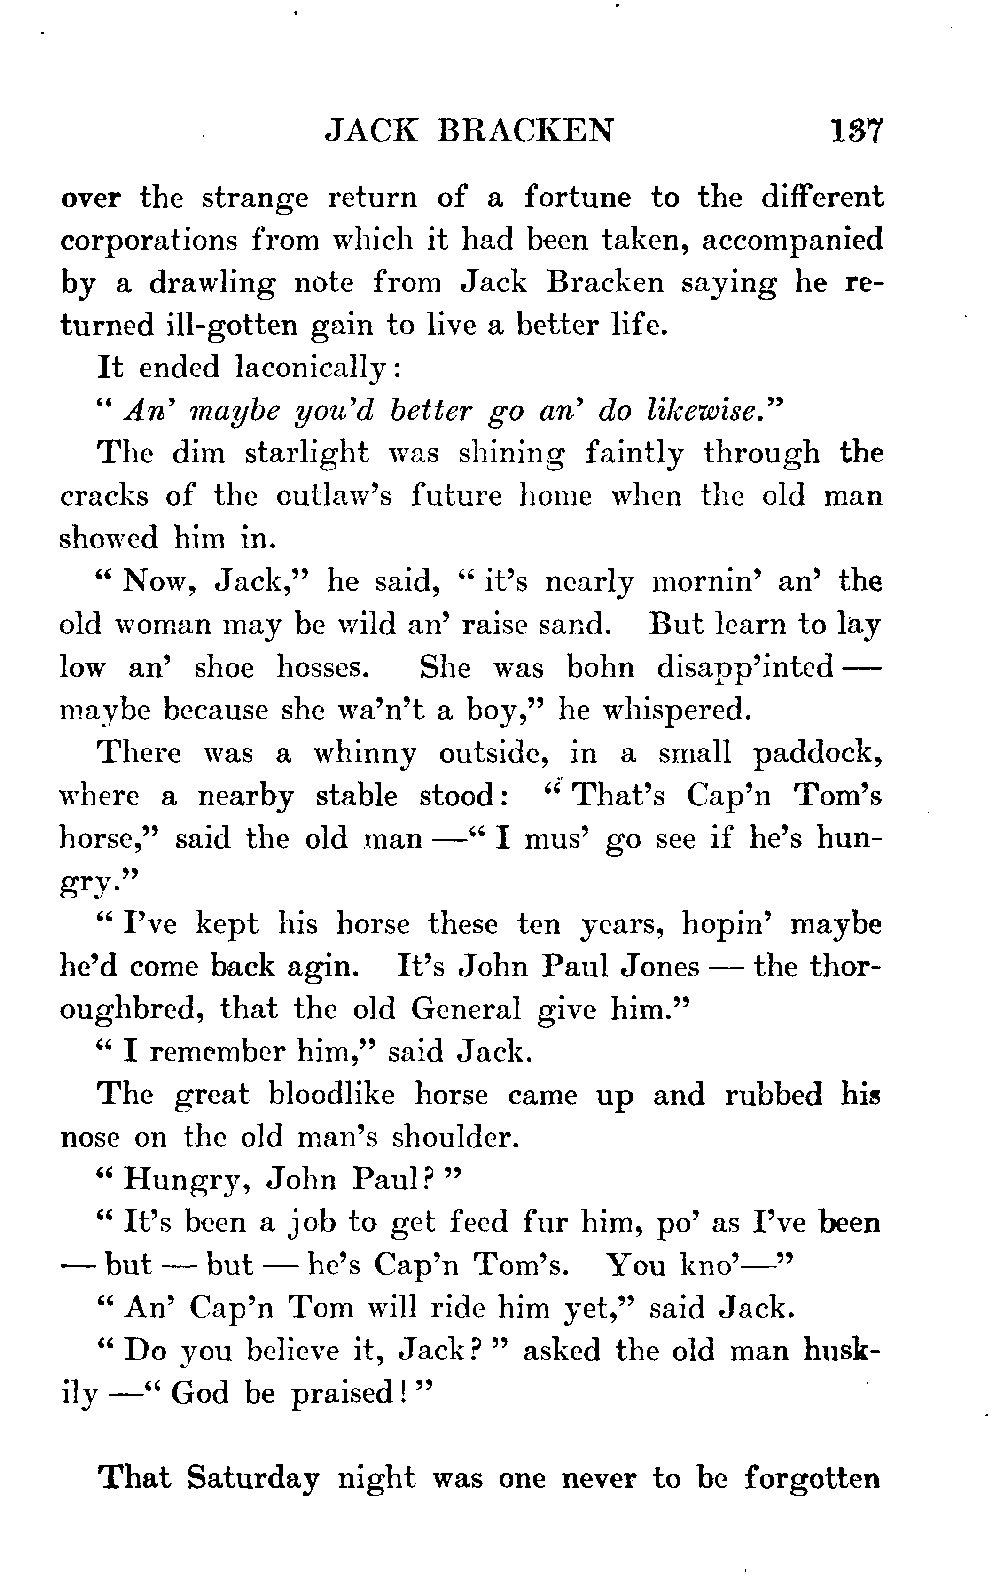 JACK BRACKEN 137
over the strange return of a fortune to the different
corporations from which it had been taken, accompanied
by a drawling note from Jack Bracken saying he re-
turned ill-gotten gain to live a better life.
It ended laconically:
“ An’ maybe you’d better go an’ do likewise.”
The dim starlight was shining faintly through the
cracks of the outlaw’s future home when the old man
showed him in.
“ Now, Jack,” he said, “ it’s nearly mornin’ an’ the
old woman may be wild an’ raise sand. But learn to lay
low an’ shoe hosses. She was bohn disapp’inted —
maybe because she wa’n’t a boy,” he whispered.
There was a whinny outside, in a small paddock,
where a nearby stable stood: “ That’s Cap’n Tom’s
horse,” said the old man —“ I mus’ go see if he’s hun-
gry.”
“ I’ve kept his horse these ten years, hopin’ maybe
he’d come back agin. It’s John Paul Jones — the thor-
oughbred, that the old General give him.”
“ I remember him,” said Jack.
The great bloodlike horse came up and rubbed his
nose on the old man’s shoulder.
“ Hungry, John Paul? ”
“ It’s been a job to get feed fur him, po’ as I’ve been
— but — but — he’s Cap’n Tom’s. You kno’—”
“ An’ Cap’n Tom will ride him yet,” said Jack.
“ Do you believe it, Jack? ” asked the old man husk-
ily —“ God be praised! ”
That Saturday night was one never to be forgotten